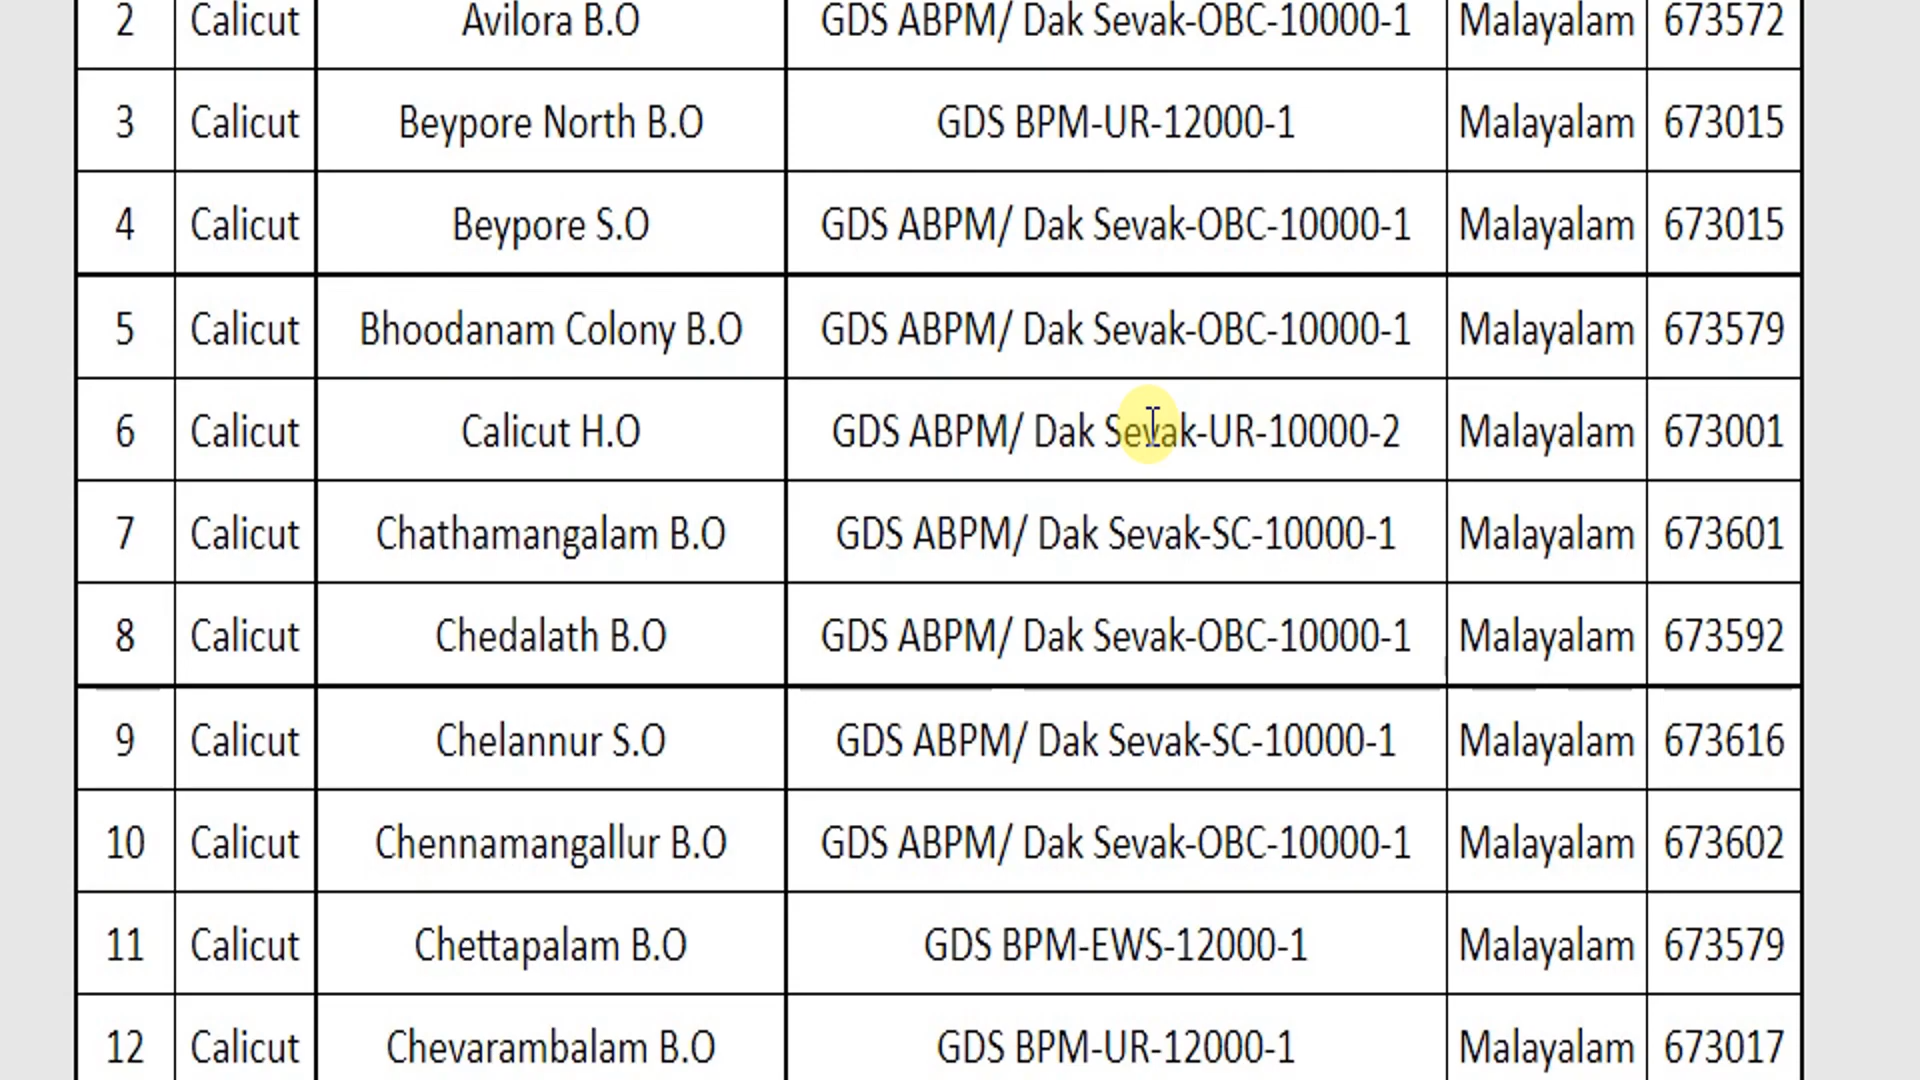 2 Calicut Avilora B.O GDS ABPM/ Dak Sevak-OBC-10000-1 Malayalam 673572
3 Calicut Beypore North B.O GDS BPM-UR-12000-1 Malayalam 673015
4 Calicut Beypore S.O GDS ABPM/ Dak Sevak-OBC-10000-1 Malayalam 673015
5 Calicut Bhoodanam Colony B.O GDS ABPM/ Dak Sevak-OBC-10000-1 Malayalam 673579
6 Calicut Calicut H.O GDS ABPM/ Dak Sevak-UR-10000-2 Malayalam 673001
7 Calicut Chathamangalam B.O GDS ABPM/ Dak Sevak-SC-10000-1 Malayalam 673601
8 Calicut Chedalath B.O GDS ABPM/ Dak Sevak-OBC-10000-1 Malayalam 673592
9 Calicut Chelannur S.O GDS ABPM/ Dak Sevak-SC-10000-1 Malayalam 673616
10 Calicut Chennamangallur B.O GDS ABPM/ Dak Sevak-OBC-10000-1 Malayalam 673602
11 Calicut Chettapalam B.O GDS BPM-EWS-12000-1 Malayalam 673579
12 Calicut Chevarambalam B.O GDS BPM-UR-12000-1 Malayalam 673017